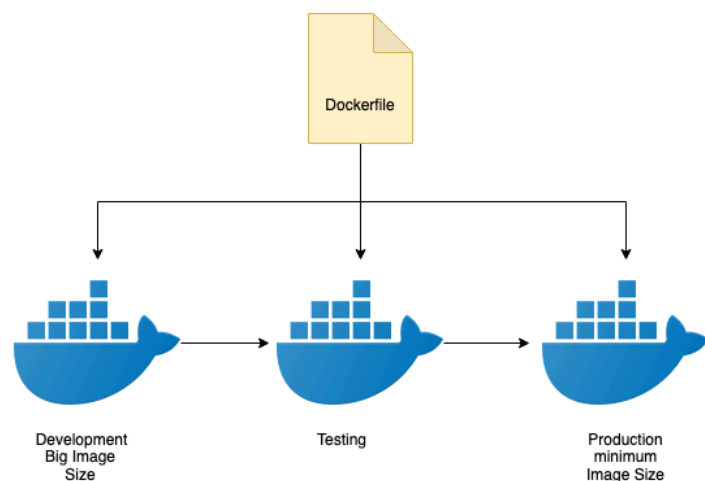 Dockerfile
Development
Big Image
Size
Testing
Production
minimum
Image Size